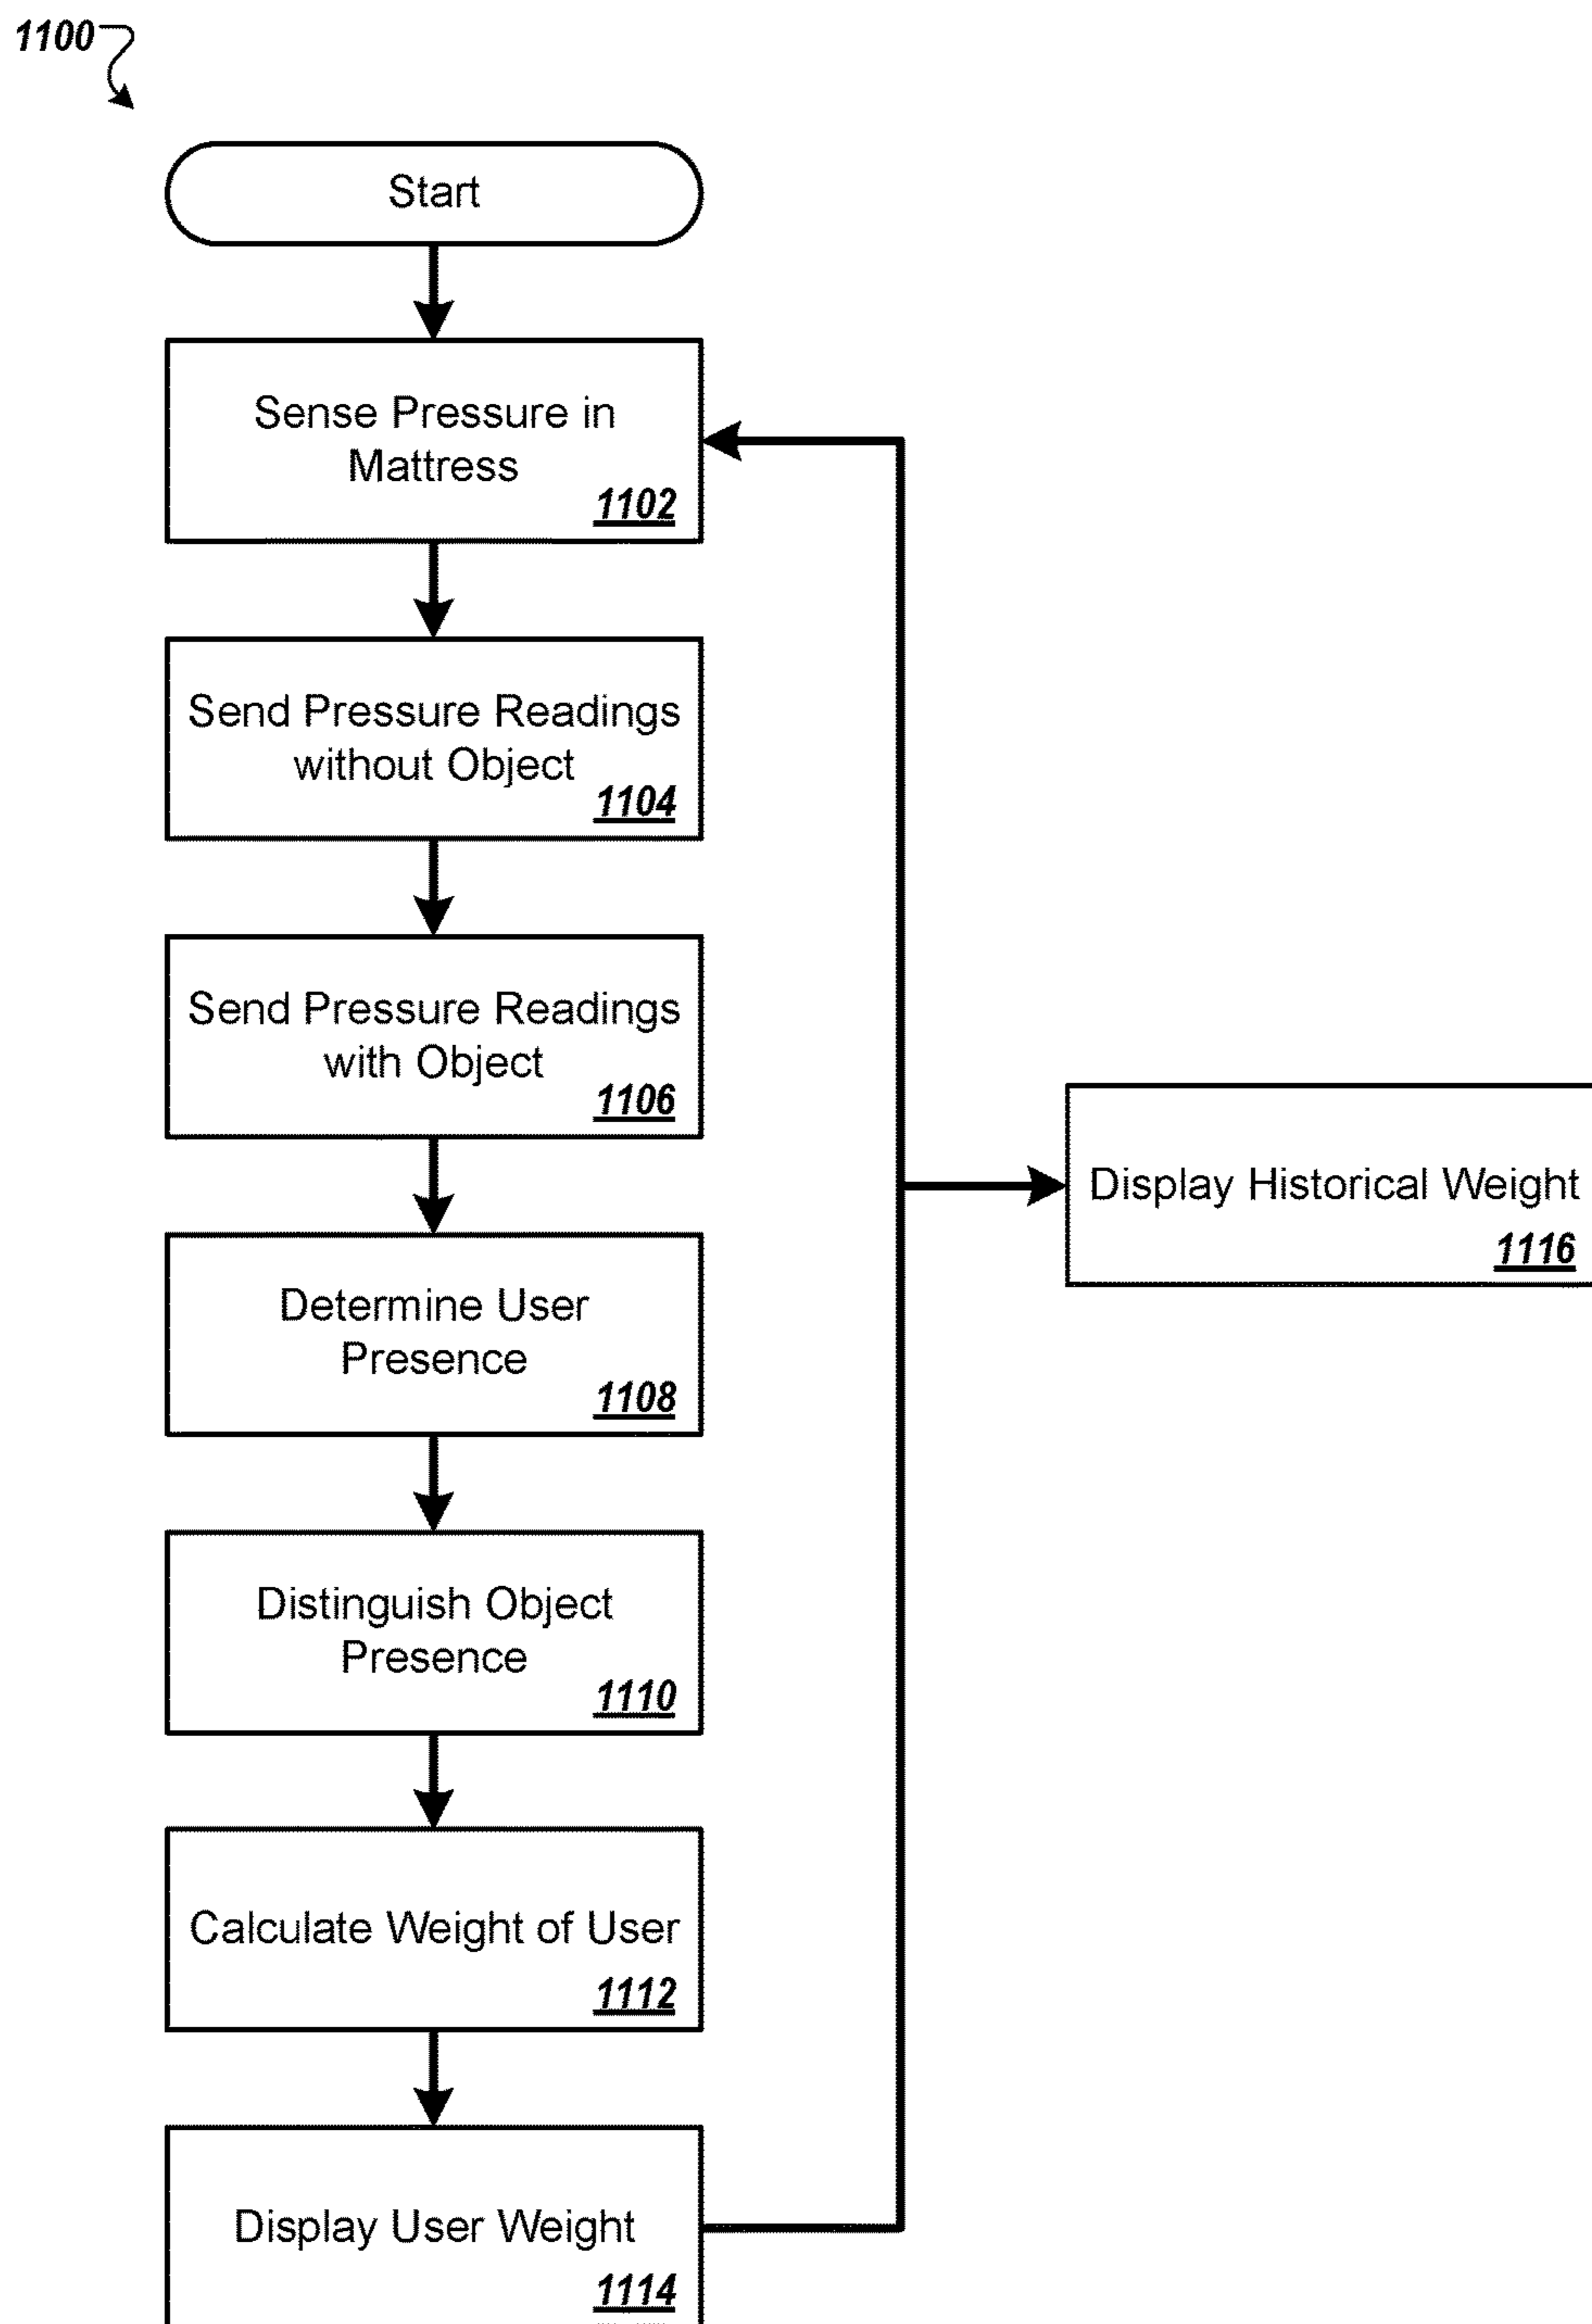 1100
Start
Sense Pressure in
Mattress
1102
Send Pressure Readings
without Object
1104
Send Pressure Readings
with Object
1106
Determine User
Presence
1108
Distinguish Object
Presence
1110
Calculate Weight of User
1112
Display User Weight
1114
Display Historical Weight
1116